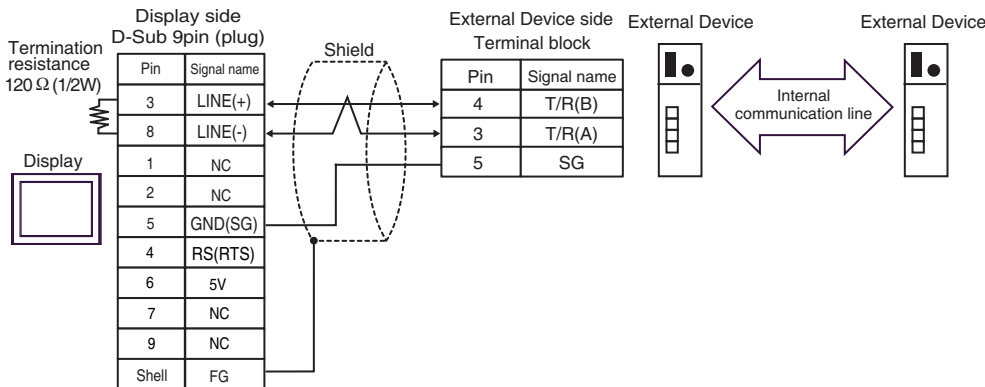 Display side
D-Sub 9pin (plug)
Termination
resistance
120 Ω (1/2W)
Pin Signal name
3 LINE(+)
8 LINE(-)
1 NC
2 NC
5 GND(SG)
4 RS(RTS)
6 5V
7 NC
9 NC
Shell FG
Display
Shield
External Device side
Terminal block
Pin Signal name
4 T/R(B)
3 T/R(A)
5 SG
External Device
Internal
communication line
External Device